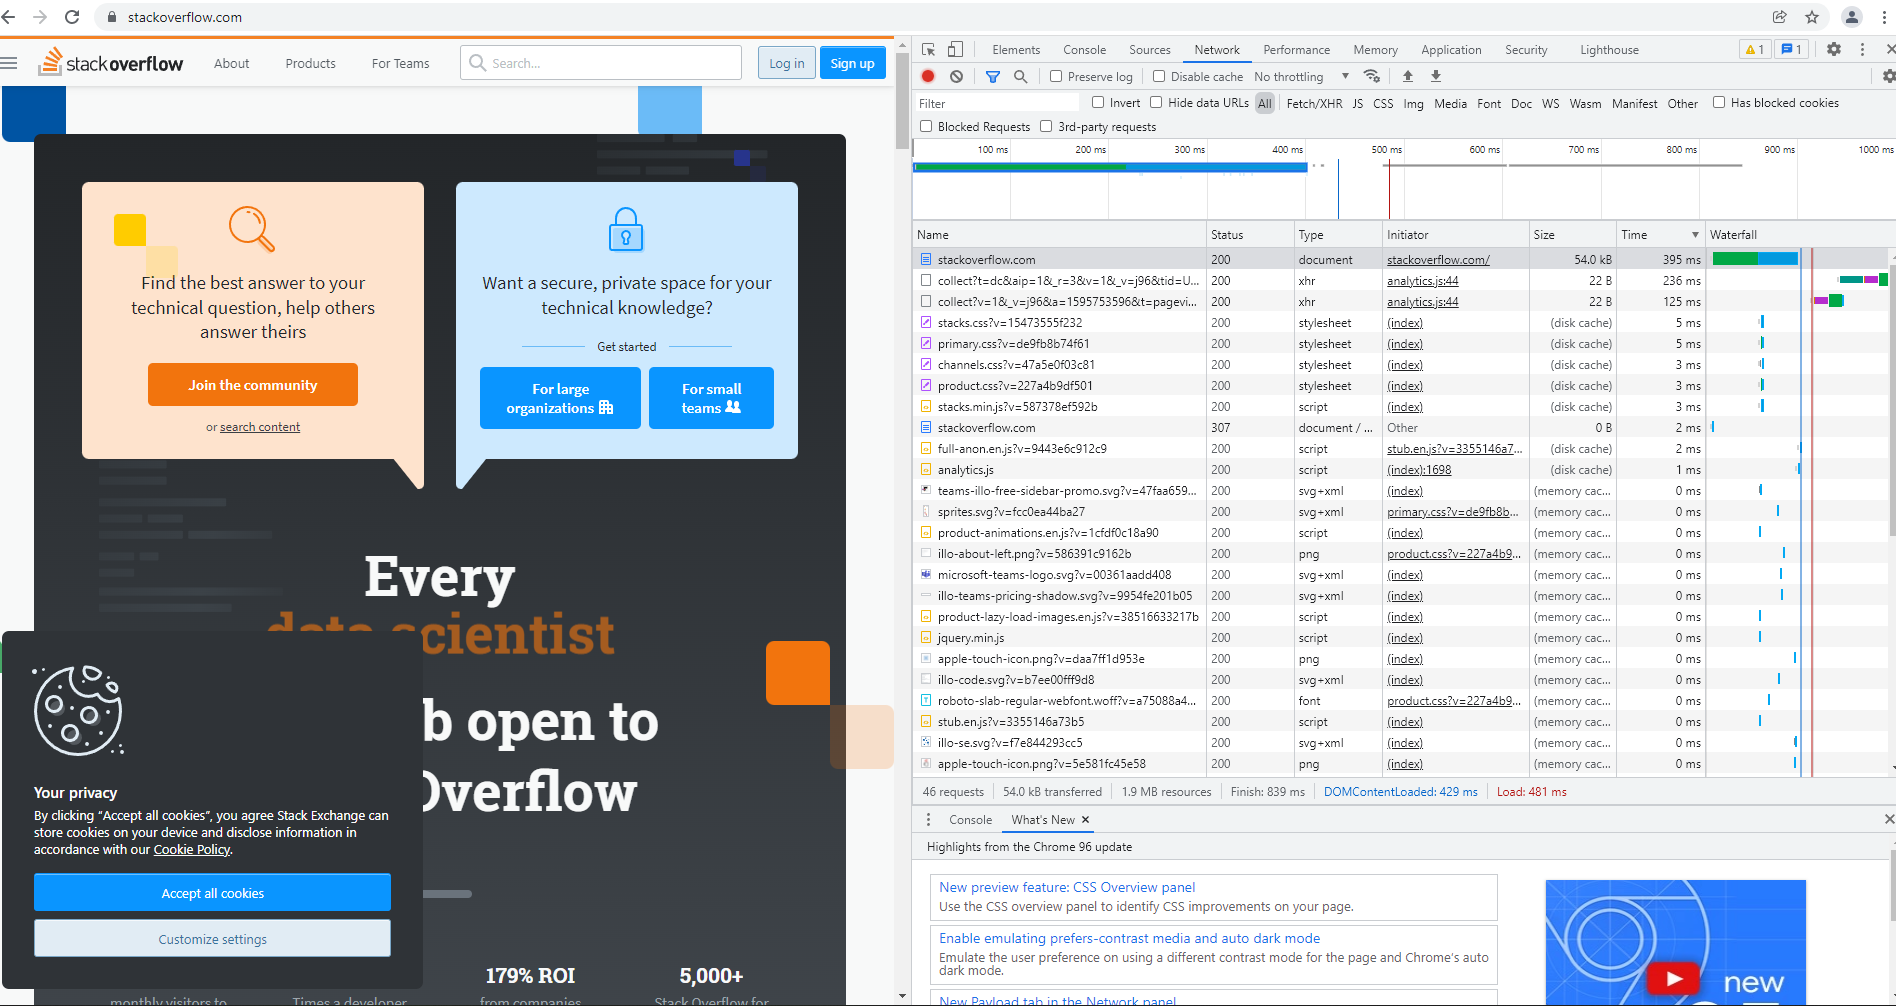 stackoverflow.com
stackoverflow
About
Products
For Teams
Search...
Log in
Sign up
Find the best answer to your
technical question, help others
answer theirs
Join the community
or search content
Want a secure, private space for your
technical knowledge?
Get started
For large
organizations
For small
teams
Every
data scientist
b open to
Overflow
Your privacy
By clicking “Accept all cookies”, you agree Stack Exchange can
store cookies on your device and disclose information in
accordance with our Cookie Policy.
Accept all cookies
Customize settings
179% ROI
5,000+
monthly visitors to
Times a developer
from companies
Stack Overflow for
Elements Console Sources Network Performance Memory Application Security Lighthouse 1 1
Preserve log Disable cache No throttling
Filter Invert Hide data URLs All Fetch/XHR JS CSS Img Media Font Doc WS Wasm Manifest Other Has blocked cookies
Blocked Requests 3rd-party requests
100 ms 200 ms 300 ms 400 ms 500 ms 600 ms 700 ms 800 ms 900 ms 1000 ms
Name Status Type Initiator Size Time Waterfall
stackoverflow.com 200 document stackoverflow.com/ 54.0 kB 395 ms
collect?t=dc&aip=1&_r=3&v=1&_v=j96&tid=U... 200 xhr analytics.js:44 22 B 236 ms
collect?v=1&_v=j96&a=1595753596&t=pagevi... 200 xhr analytics.js:44 22 B 125 ms
stacks.css?v=15473555f232 200 stylesheet (index) (disk cache) 5 ms
primary.css?v=de9fb8b74f61 200 stylesheet (index) (disk cache) 5 ms
channels.css?v=47a5e0f03c81 200 stylesheet (index) (disk cache) 3 ms
product.css?v=227a4b9df501 200 stylesheet (index) (disk cache) 3 ms
stacks.min.js?v=587378ef592b 200 script (index) (disk cache) 3 ms
stackoverflow.com 307 document / ... Other 0 B 2 ms
full-anon.en.js?v=9443e6c912c9 200 script stub.en.js?v=3355146a7... (disk cache) 2 ms
analytics.js 200 script (index):1698 (disk cache) 1 ms
teams-illo-free-sidebar-promo.svg?v=47faa659... 200 svg+xml (index) (memory cac... 0 ms
sprites.svg?v=fcc0ea44ba27 200 svg+xml primary.css?v=de9fb8b... (memory cac... 0 ms
product-animations.en.js?v=1cfdf0c18a90 200 script (index) (memory cac... 0 ms
illo-about-left.png?v=586391c9162b 200 png product.css?v=227a4b9... (memory cac... 0 ms
microsoft-teams-logo.svg?v=00361aadd408 200 svg+xml (index) (memory cac... 0 ms
illo-teams-pricing-shadow.svg?v=9954fe201b05 200 svg+xml (index) (memory cac... 0 ms
product-lazy-load-images.en.js?v=38516633217b 200 script (index) (memory cac... 0 ms
jquery.min.js 200 script (index) (memory cac... 0 ms
apple-touch-icon.png?v=daa7ff1d953e 200 png (index) (memory cac... 0 ms
illo-code.svg?v=b7ee00fff9d8 200 svg+xml (index) (memory cac... 0 ms
roboto-slab-regular-webfont.woff?v=a75088a4... 200 font product.css?v=227a4b9... (memory cac... 0 ms
stub.en.js?v=3355146a73b5 200 script (index) (memory cac... 0 ms
illo-se.svg?v=f7e844293cc5 200 svg+xml (index) (memory cac... 0 ms
apple-touch-icon.png?v=5e581fc45e58 200 png (index) (memory cac... 0 ms
46 requests 54.0 kB transferred 1.9 MB resources Finish: 839 ms DOMContentLoaded: 429 ms Load: 481 ms
Console What's New
Highlights from the Chrome 96 update
New preview feature: CSS Overview panel
Use the CSS overview panel to identify CSS improvements on your page.
Enable emulating prefers-contrast media and auto dark mode
Emulate the user preference on using a different contrast mode for the page and Chrome's auto
dark mode.
New Payload tab in the Network panel
new